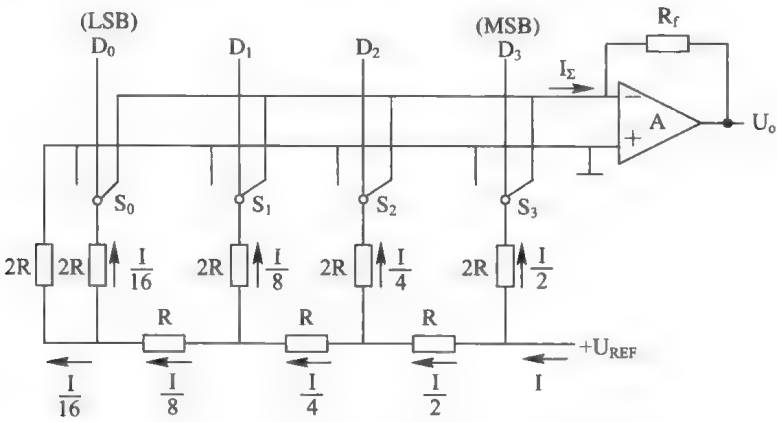 (LSB) (MSB)
D₀ D₁ D₂ D₃
R_f
I_Σ
− A U₀
+
S₀ S₁ S₂ S₃
2R 2R I/16 2R I/8 2R I/4 2R I/2
R R R +U_REF
I/16 I/8 I/4 I/2 I